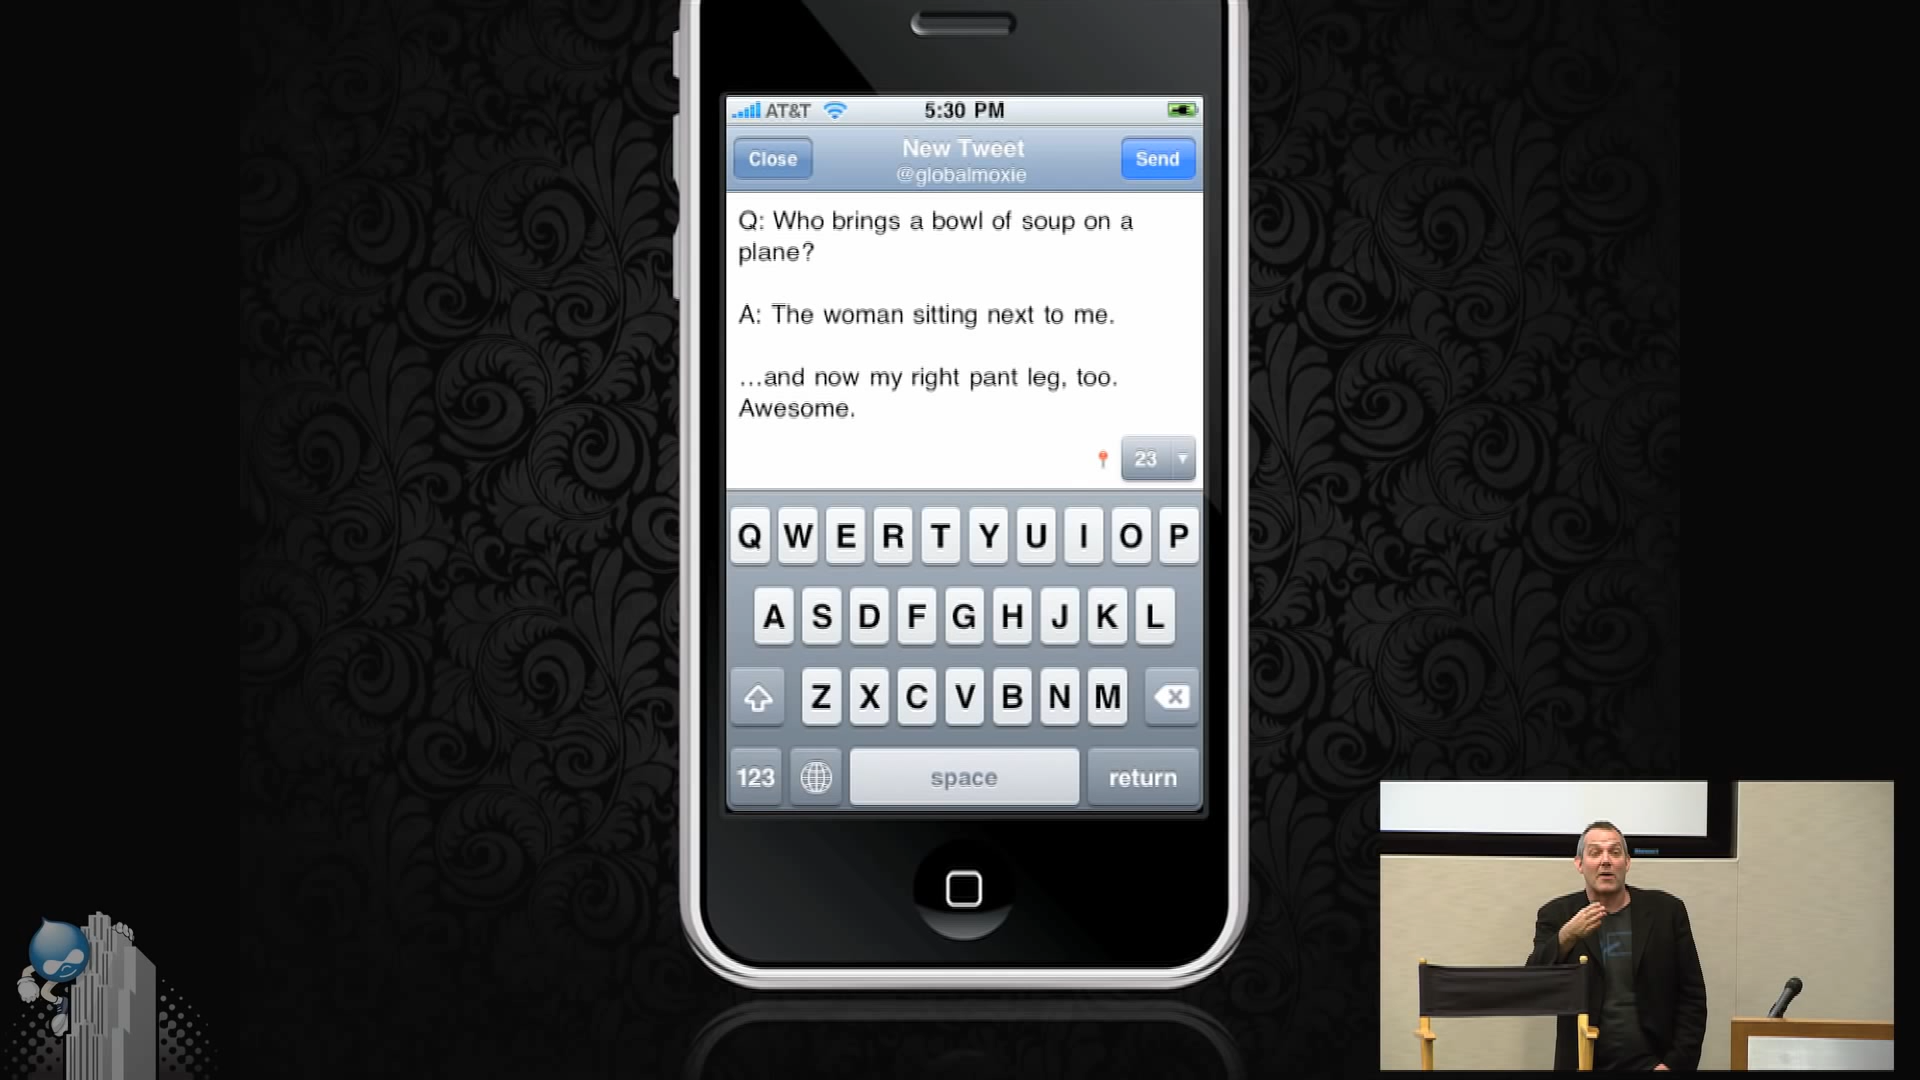 AT&T 5:30 PM
Close New Tweet Send
@globalmoxie
Q: Who brings a bowl of soup on a
plane?
A: The woman sitting next to me.
...and now my right pant leg, too.
Awesome.
23
Q W E R T Y U I O P
A S D F G H J K L
Z X C V B N M
123 space return